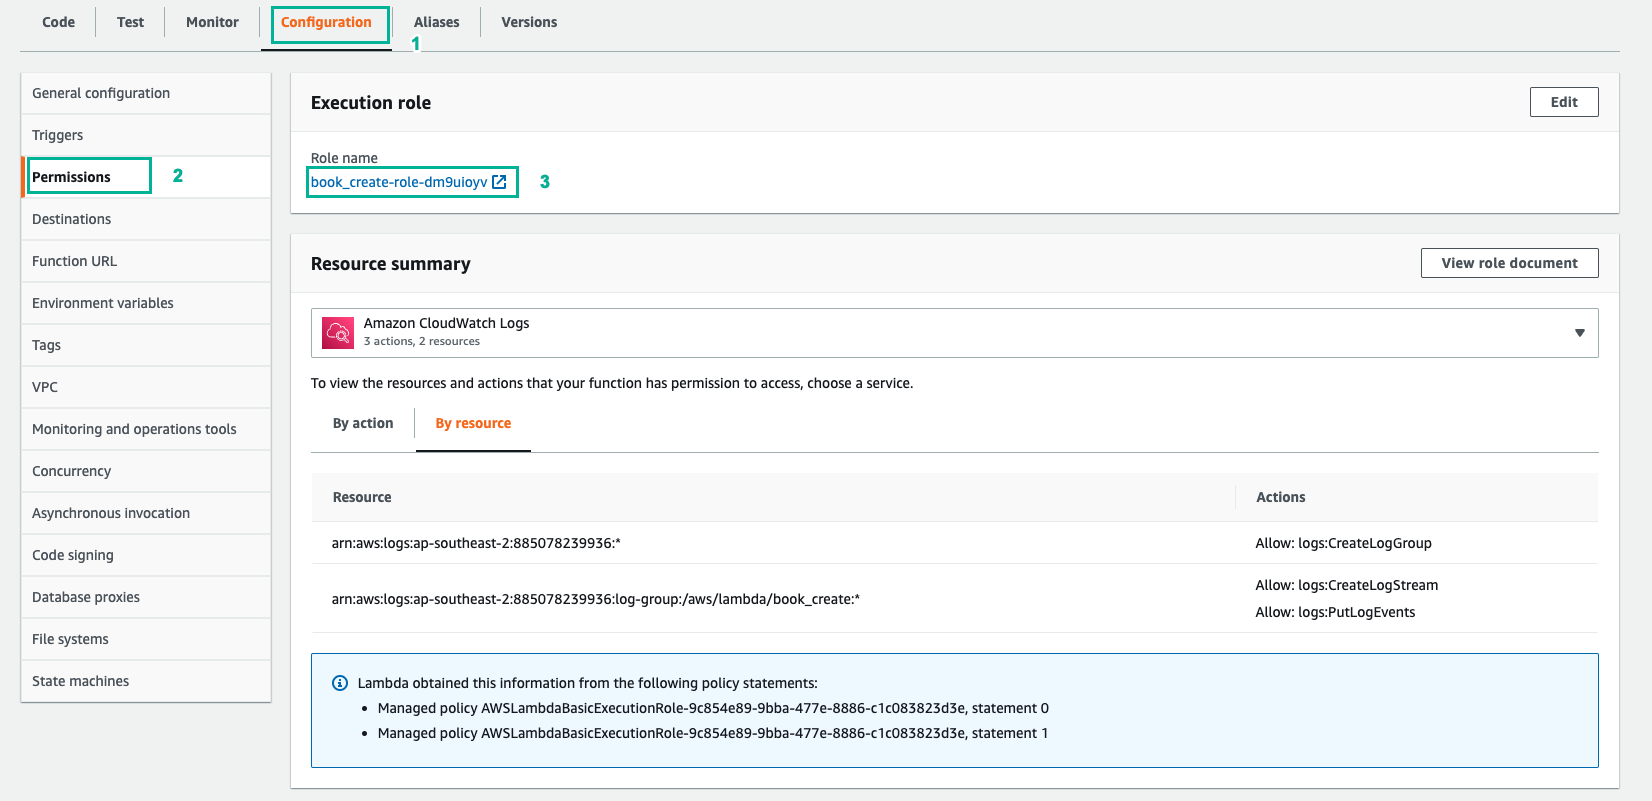 Code
Test
Monitor
Configuration
Aliases
Versions
1
General configuration
Triggers
Permissions
2
Destinations
Function URL
Environment variables
Tags
VPC
Monitoring and operations tools
Concurrency
Asynchronous invocation
Code signing
Database proxies
File systems
State machines
Execution role
Edit
Role name
book_create-role-dm9uioyv
3
Resource summary
View role document
Amazon CloudWatch Logs
3 actions, 2 resources
To view the resources and actions that your function has permission to access, choose a service.
By action
By resource
Resource
Actions
arn:aws:logs:ap-southeast-2:885078239936:*
Allow: logs:CreateLogGroup
arn:aws:logs:ap-southeast-2:885078239936:log-group:/aws/lambda/book_create:*
Allow: logs:CreateLogStream
Allow: logs:PutLogEvents
Lambda obtained this information from the following policy statements:
• Managed policy AWSLambdaBasicExecutionRole-9c854e89-9bba-477e-8886-c1c083823d3e, statement 0
• Managed policy AWSLambdaBasicExecutionRole-9c854e89-9bba-477e-8886-c1c083823d3e, statement 1